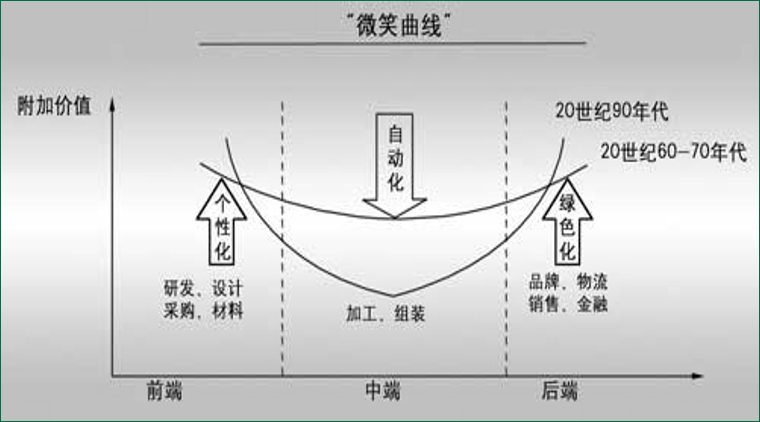 "微笑曲线"
附加价值
20世纪90年代
20世纪60-70年代
自动化
个性化
绿色化
研发、设计
采购、材料
加工、组装
品牌、物流
销售、金融
前端
中端
后端